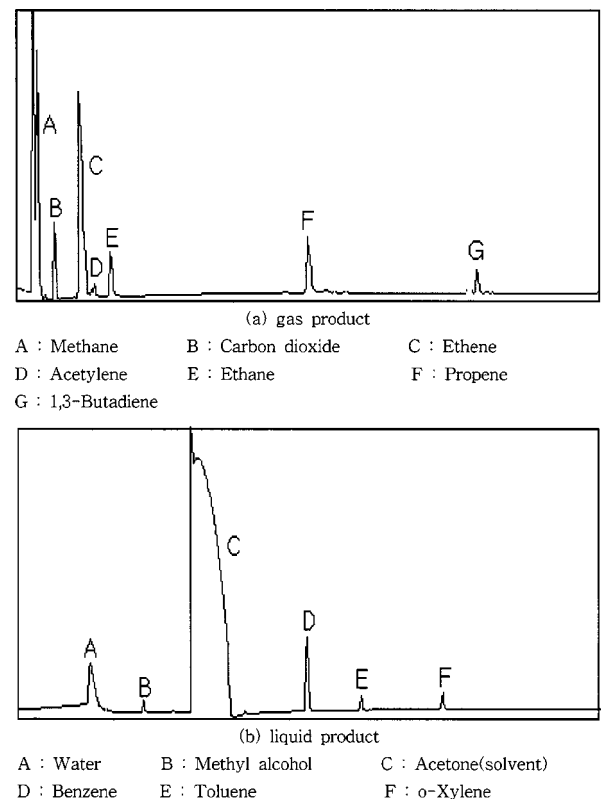 A
B
C
D
E
F
G
(a) gas product
A : Methane B : Carbon dioxide C : Ethene
D : Acetylene E : Ethane F : Propene
G : 1,3-Butadiene
A
B
C
D
E
F
(b) liquid product
A : Water B : Methyl alcohol C : Acetone(solvent)
D : Benzene E : Toluene F : o-Xylene